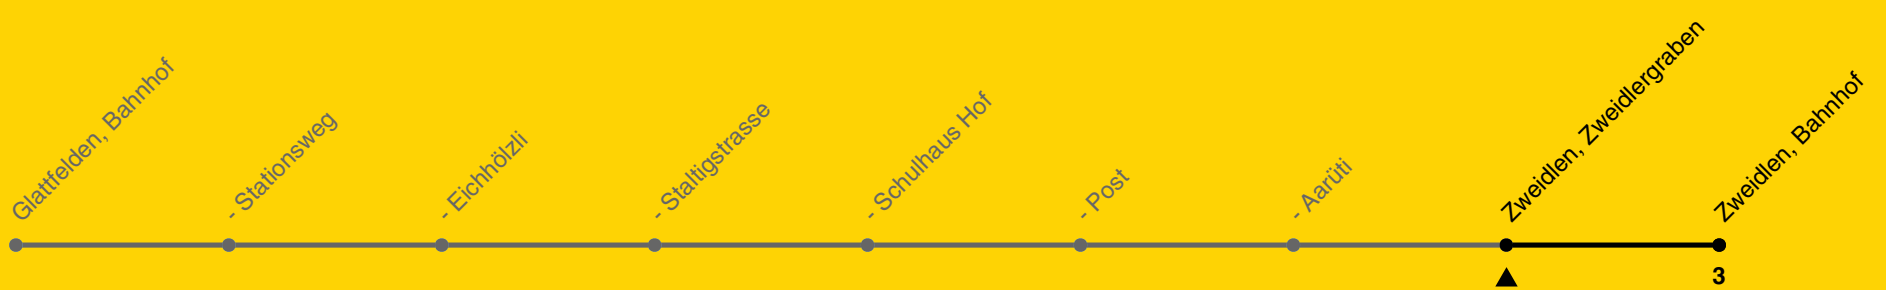 Glattfelden, Bahnhof
- Stationsweg
- Eichhölzli
- Staltigstrasse
- Schulhaus Hof
- Post
- Aarüti
Zweidlen, Zweidlergraben
Zweidlen, Bahnhof
3